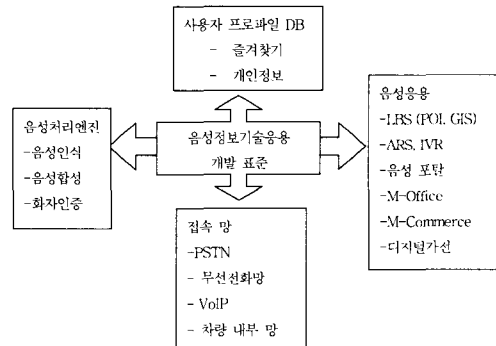 사용자 프로파일 DB
- 즐겨찾기
- 개인정보
음성처리엔진
-음성인식
-음성합성
-화자인증
음성정보기술응용
개발 표준
음성응용
-LBS (POI, GIS)
-ARS, IVR
-음성 포탈
-M-Office
-M-Commerce
-디지털가선
접속 망
-PSTN
- 무선전화망
- VoIP
- 차량 내부 망